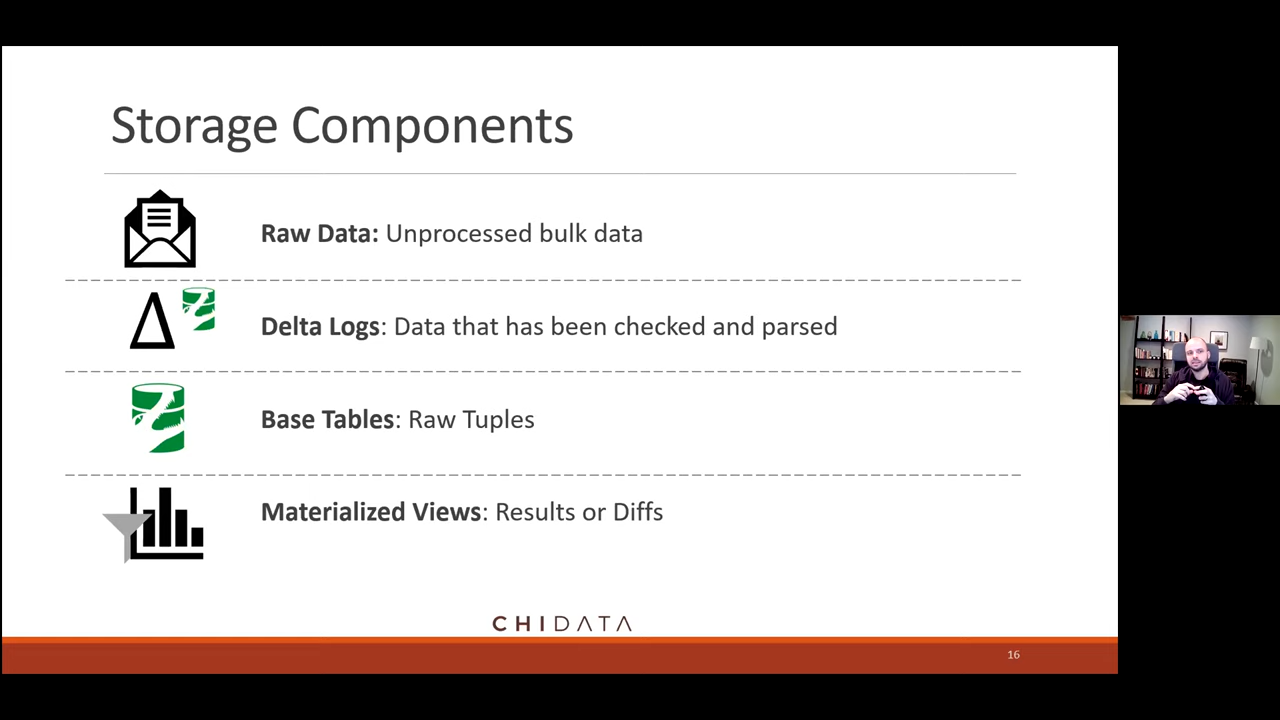 Storage Components
Raw Data: Unprocessed bulk data
Delta Logs: Data that has been checked and parsed
Base Tables: Raw Tuples
Materialized Views: Results or Diffs
CHIDATA
16